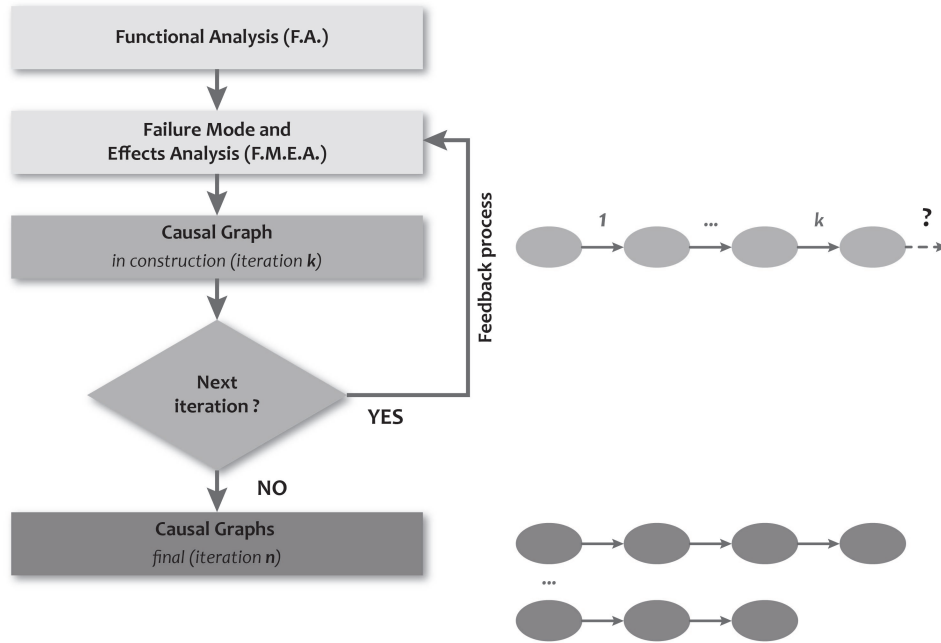 Functional Analysis (F.A.)
Failure Mode and
Effects Analysis (F.M.E.A.)
Causal Graph
in construction (iteration k)
Feedback process
1
...
k
?
Next
iteration ?
YES
NO
Causal Graphs
final (iteration n)
...